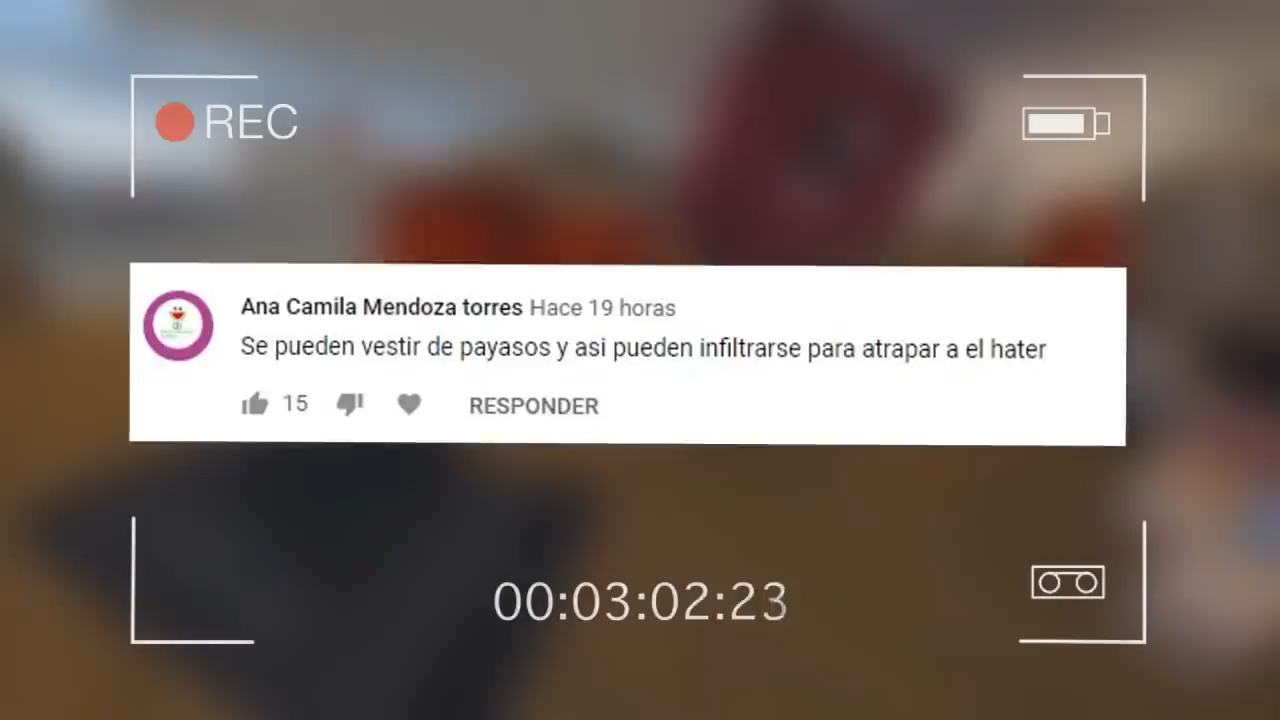 REC
Ana Camila Mendoza torres Hace 19 horas
Se pueden vestir de payasos y asi pueden infiltrarse para atrapar a el hater
15 RESPONDER
00:03:02:23